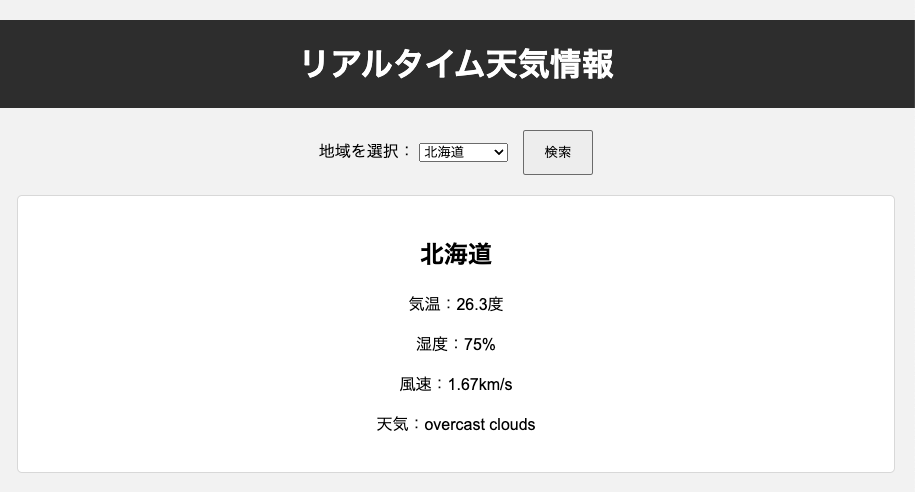 リアルタイム天気情報
地域を選択： 北海道 検索
北海道
気温：26.3度
湿度：75%
風速：1.67km/s
天気：overcast clouds